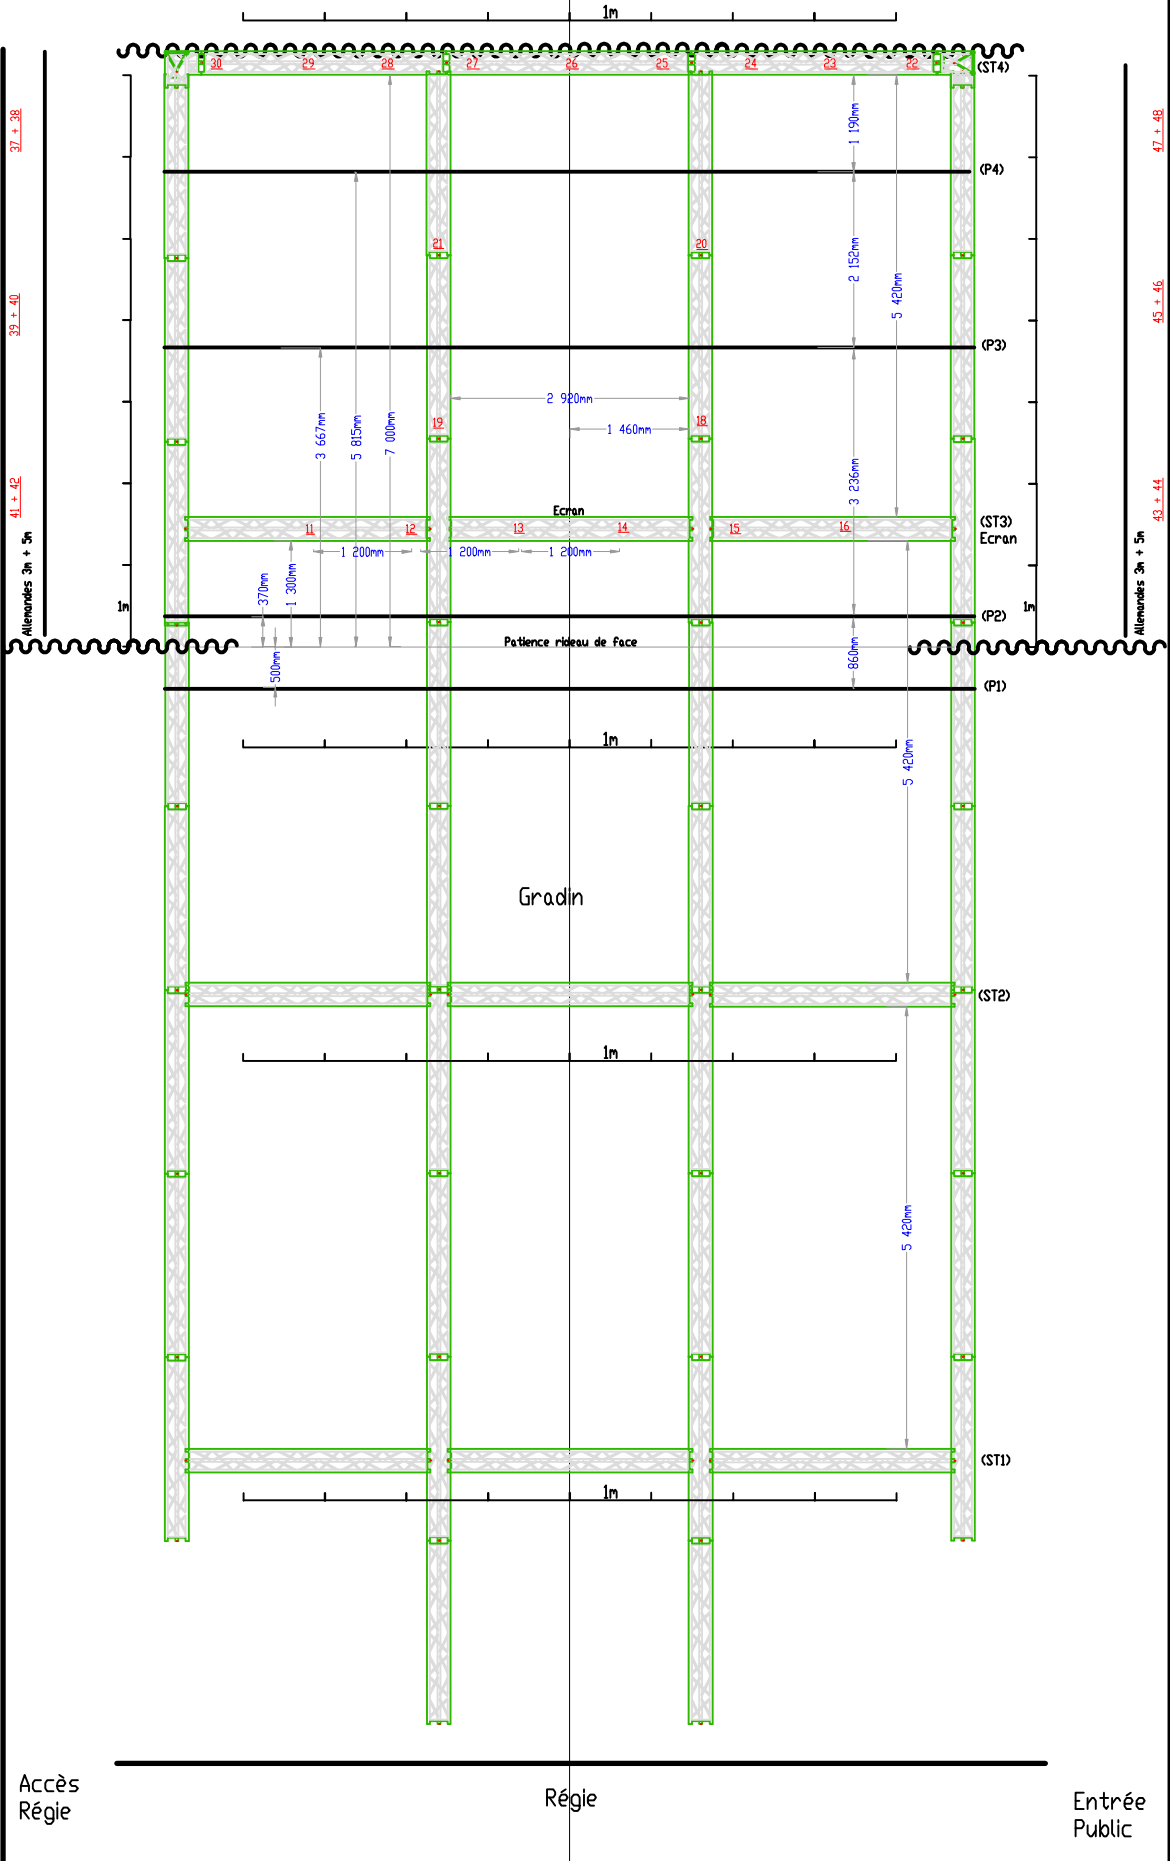 1m
30 29 28 27 26 25 24 23 22 (ST4)
37 + 38
1 190mm
47 + 48
(P4)
21 20
2 152mm
5 420mm
39 + 40
45 + 46
(P3)
2 920mm
1 460mm
19 18
3 667mm
5 815mm
7 000mm
3 236mm
41 + 42
43 + 44
Ecran
11 12 13 14 15 16
(ST3)
Ecran
1 200mm 1 200mm 1 200mm
Allemandes 3m + 5m
Allemandes 3m + 5m
370mm
1 300mm
1m
1m
(P2)
Patience rideau de face
500mm
860mm
(P1)
1m
5 420mm
Gradin
(ST2)
1m
5 420mm
(ST1)
1m
Accès
Régie
Régie
Entrée
Public